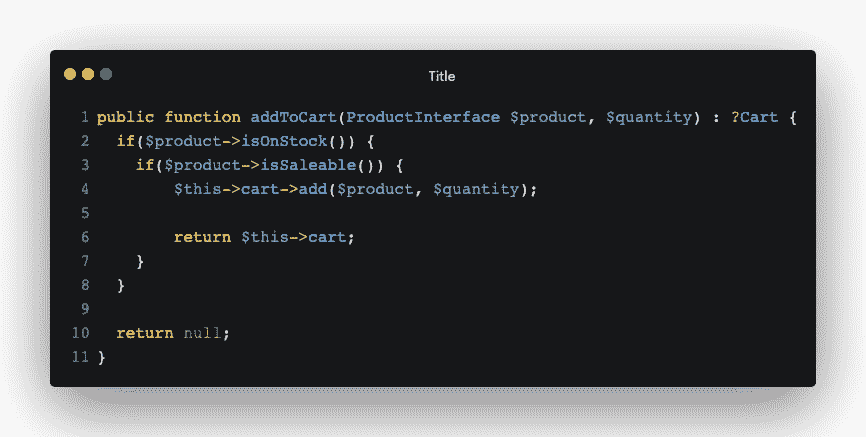 Title
1 public function addToCart(ProductInterface $product, $quantity) : ?Cart {
2   if($product->isOnStock()) {
3     if($product->isSaleable()) {
4         $this->cart->add($product, $quantity);
5
6         return $this->cart;
7     }
8   }
9
10   return null;
11 }